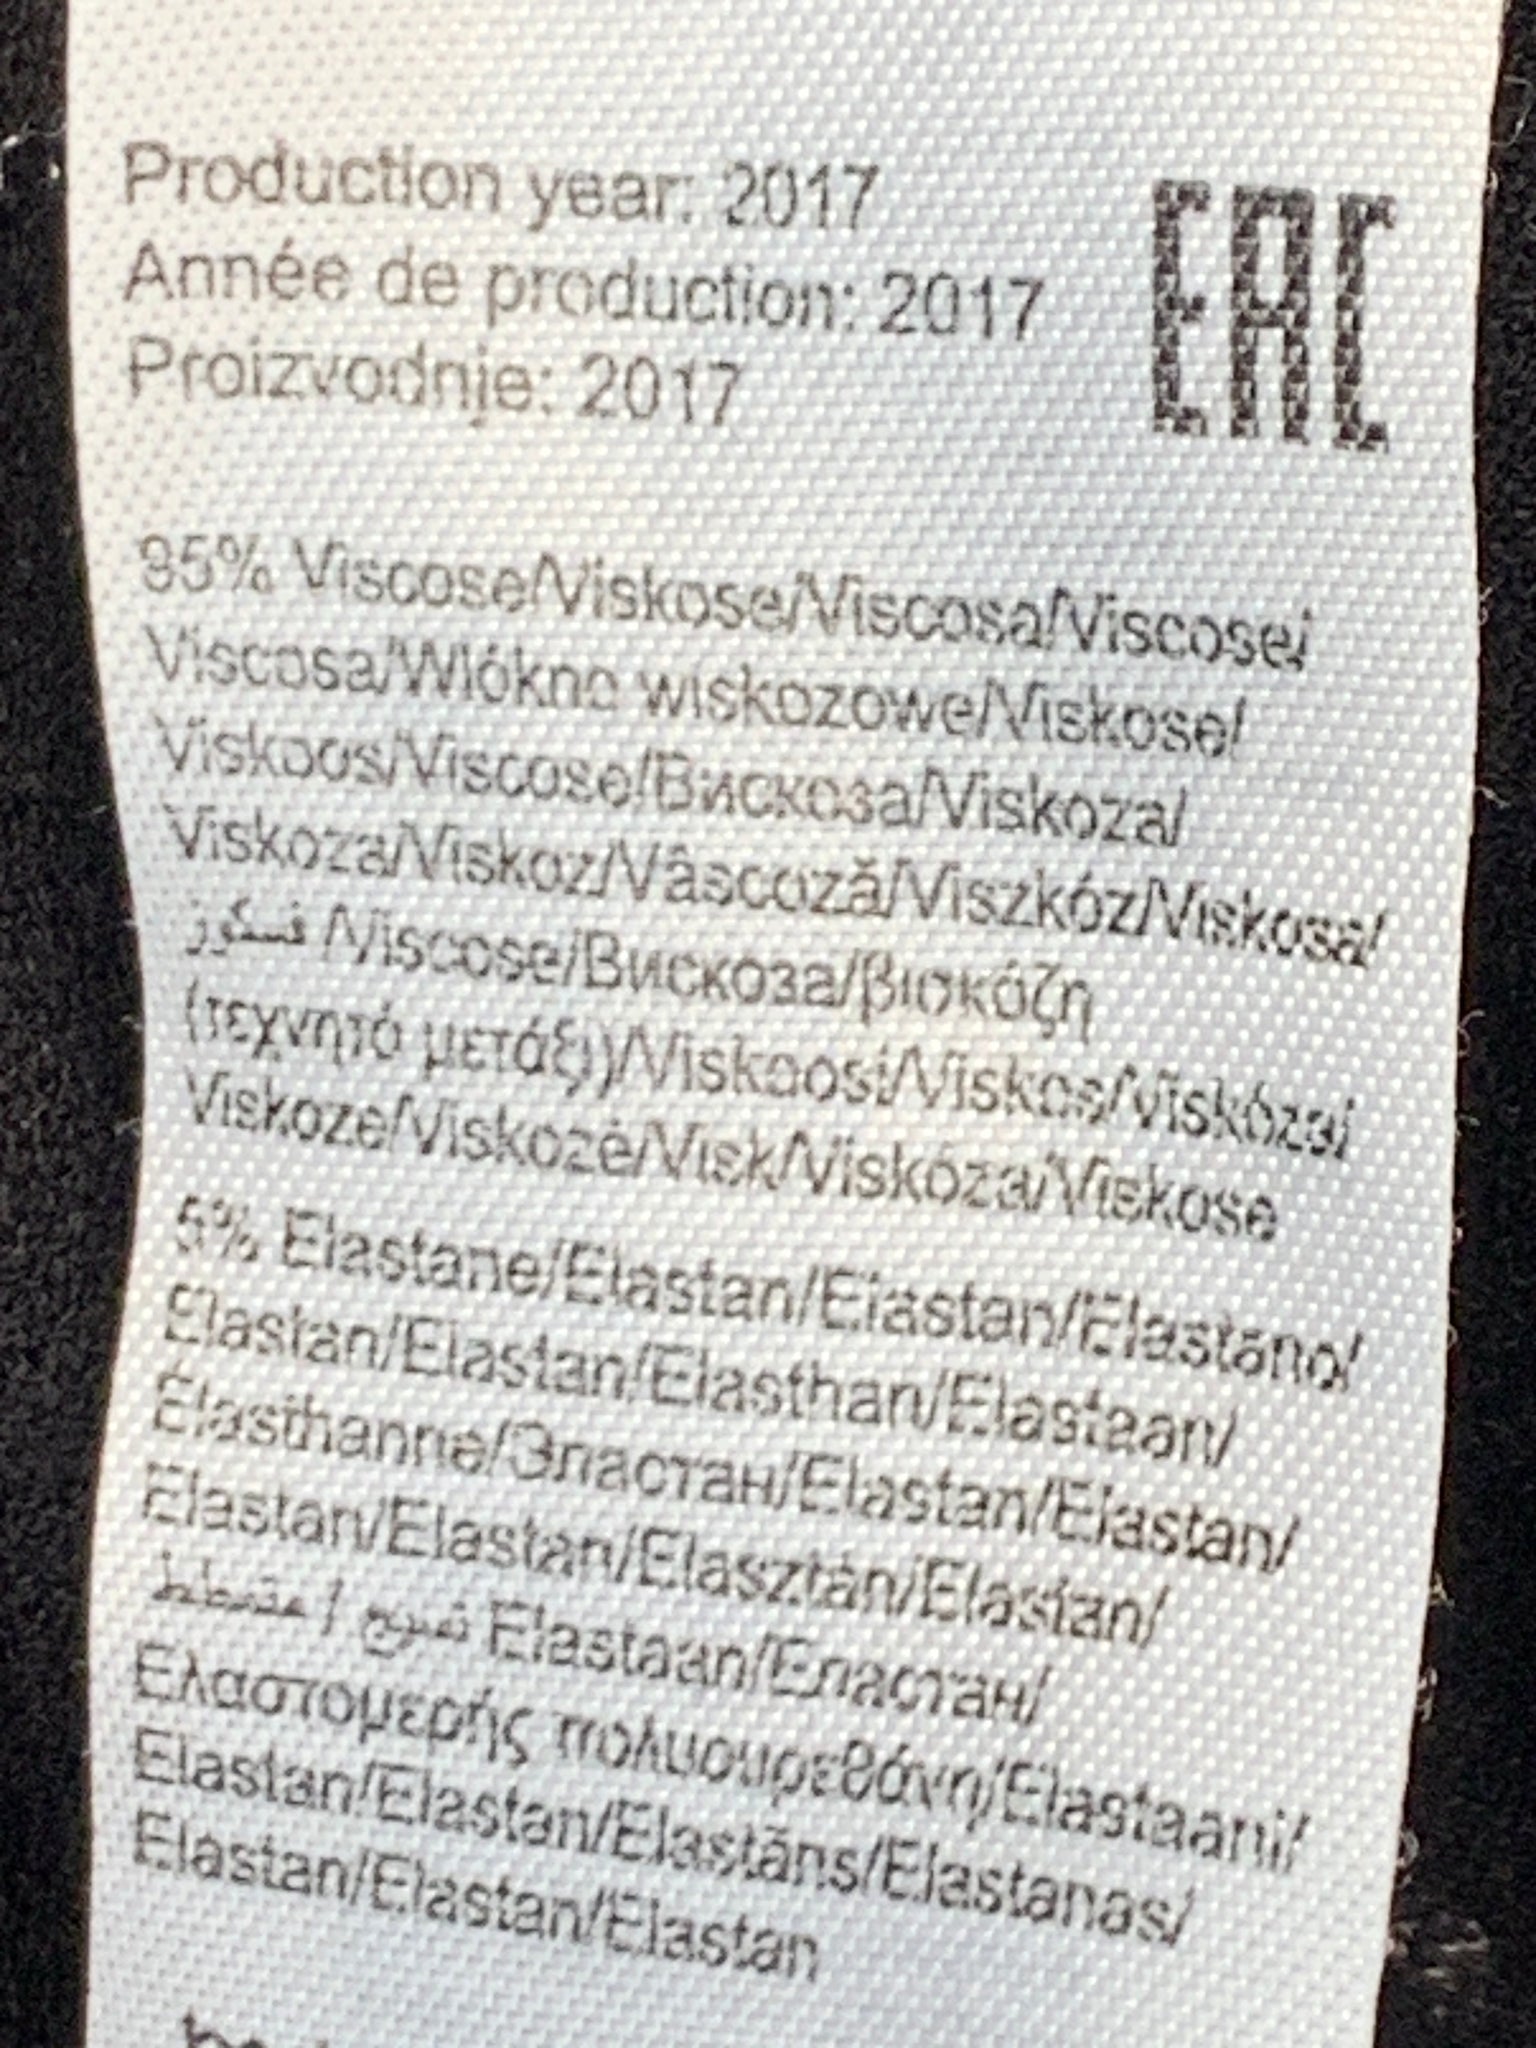 Production year: 2017
Année de production: 2017
Proizvodnje: 2017
EAC
95% Viscose/Viskose/Viscosa/Viscose/
Viscosa/Wlókno wiskozowe/Viskose/
Viskoos/Viscose/Вискоза/Viskoza/
Viskoza/Viskoz/Vâscoză/Viszkóz/Viskosa/
فسكوز /Viscose/Вискоза/βισκόζη
(τεχνητό μετάξι)/Viskoosi/Viskos/Viskóza/
Viskoze/Viskozė/Visk/Viskóza/Viskose
5% Elastane/Elastan/Elastan/Elastano/
Elastan/Elastan/Elasthan/Elastaan/
Élasthanne/Эластан/Elastan/Elastan/
Elastan/Elastan/Elasztán/Elastan/
Elastaan/Еластан/
Ελαστομερής πολυουρεθάνη/Elastaani/
Elastan/Elastan/Elastāns/Elastanas/
Elastan/Elastan/Elastan